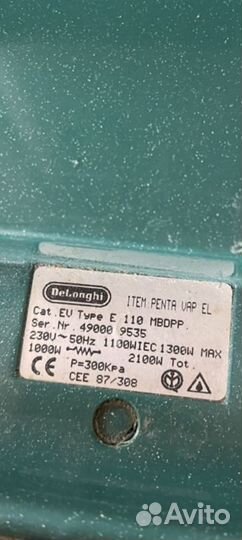 DeLonghi
ITEM PENTA VAP EL
Cat. EV Type E 110 MBDPP
Ser. Nr. 49000 9535
230V~50Hz 1100WIEC 1300W MAX
1000W 2100W Tot.
P=300Kpa
CE
CEE 87/308
Avito